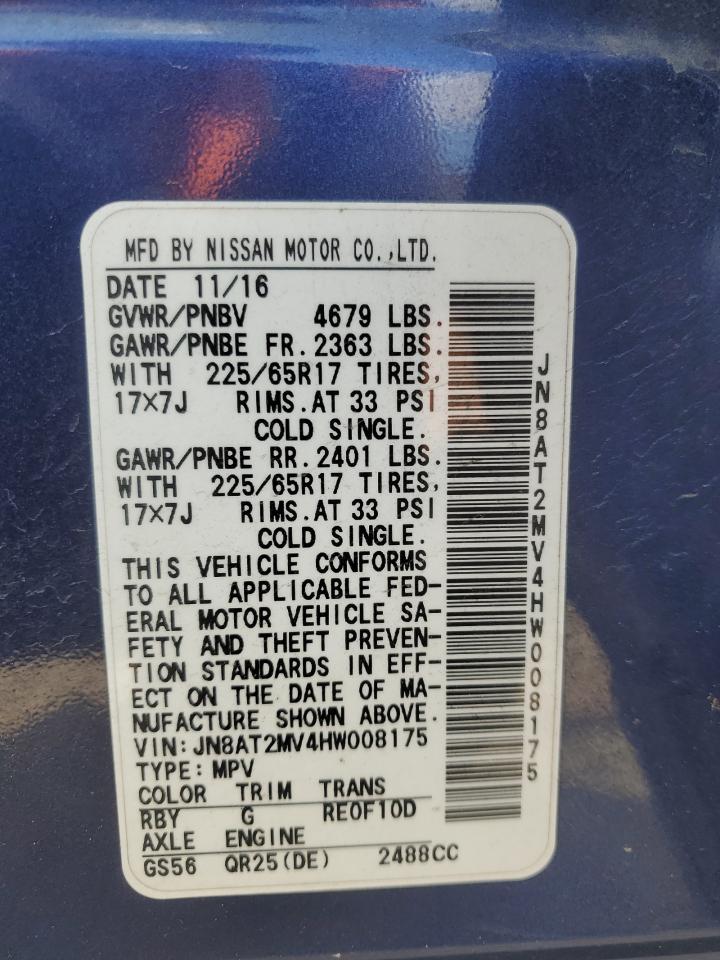 MFD BY NISSAN MOTOR CO.,LTD.
DATE 11/16
GVWR/PNBV 4679 LBS.
GAWR/PNBE FR. 2363 LBS.
WITH 225/65R17 TIRES,
17X7J RIMS. AT 33 PSI
COLD SINGLE.
GAWR/PNBE RR. 2401 LBS.
WITH 225/65R17 TIRES,
17X7J RIMS. AT 33 PSI
COLD SINGLE.
THIS VEHICLE CONFORMS
TO ALL APPLICABLE FED-
ERAL MOTOR VEHICLE SA-
FETY AND THEFT PREVEN-
TION STANDARDS IN EFF-
ECT ON THE DATE OF MA-
NUFACTURE SHOWN ABOVE.
VIN: JN8AT2MV4HW008175
TYPE: MPV
COLOR TRIM TRANS
RBY G RE0F10D
AXLE ENGINE
GS56 QR25(DE) 2488CC
JN8AT2MV4HW008175